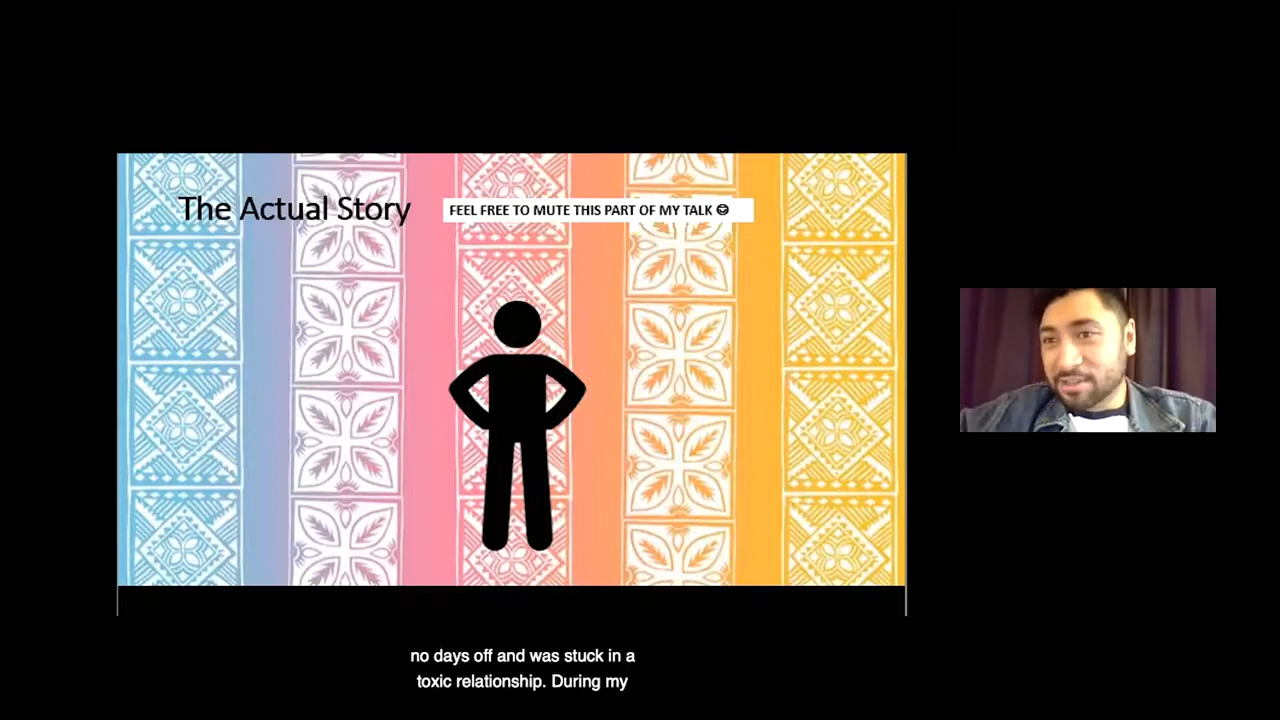 The Actual Story
FEEL FREE TO MUTE THIS PART OF MY TALK 😊
no days off and was stuck in a
toxic relationship. During my